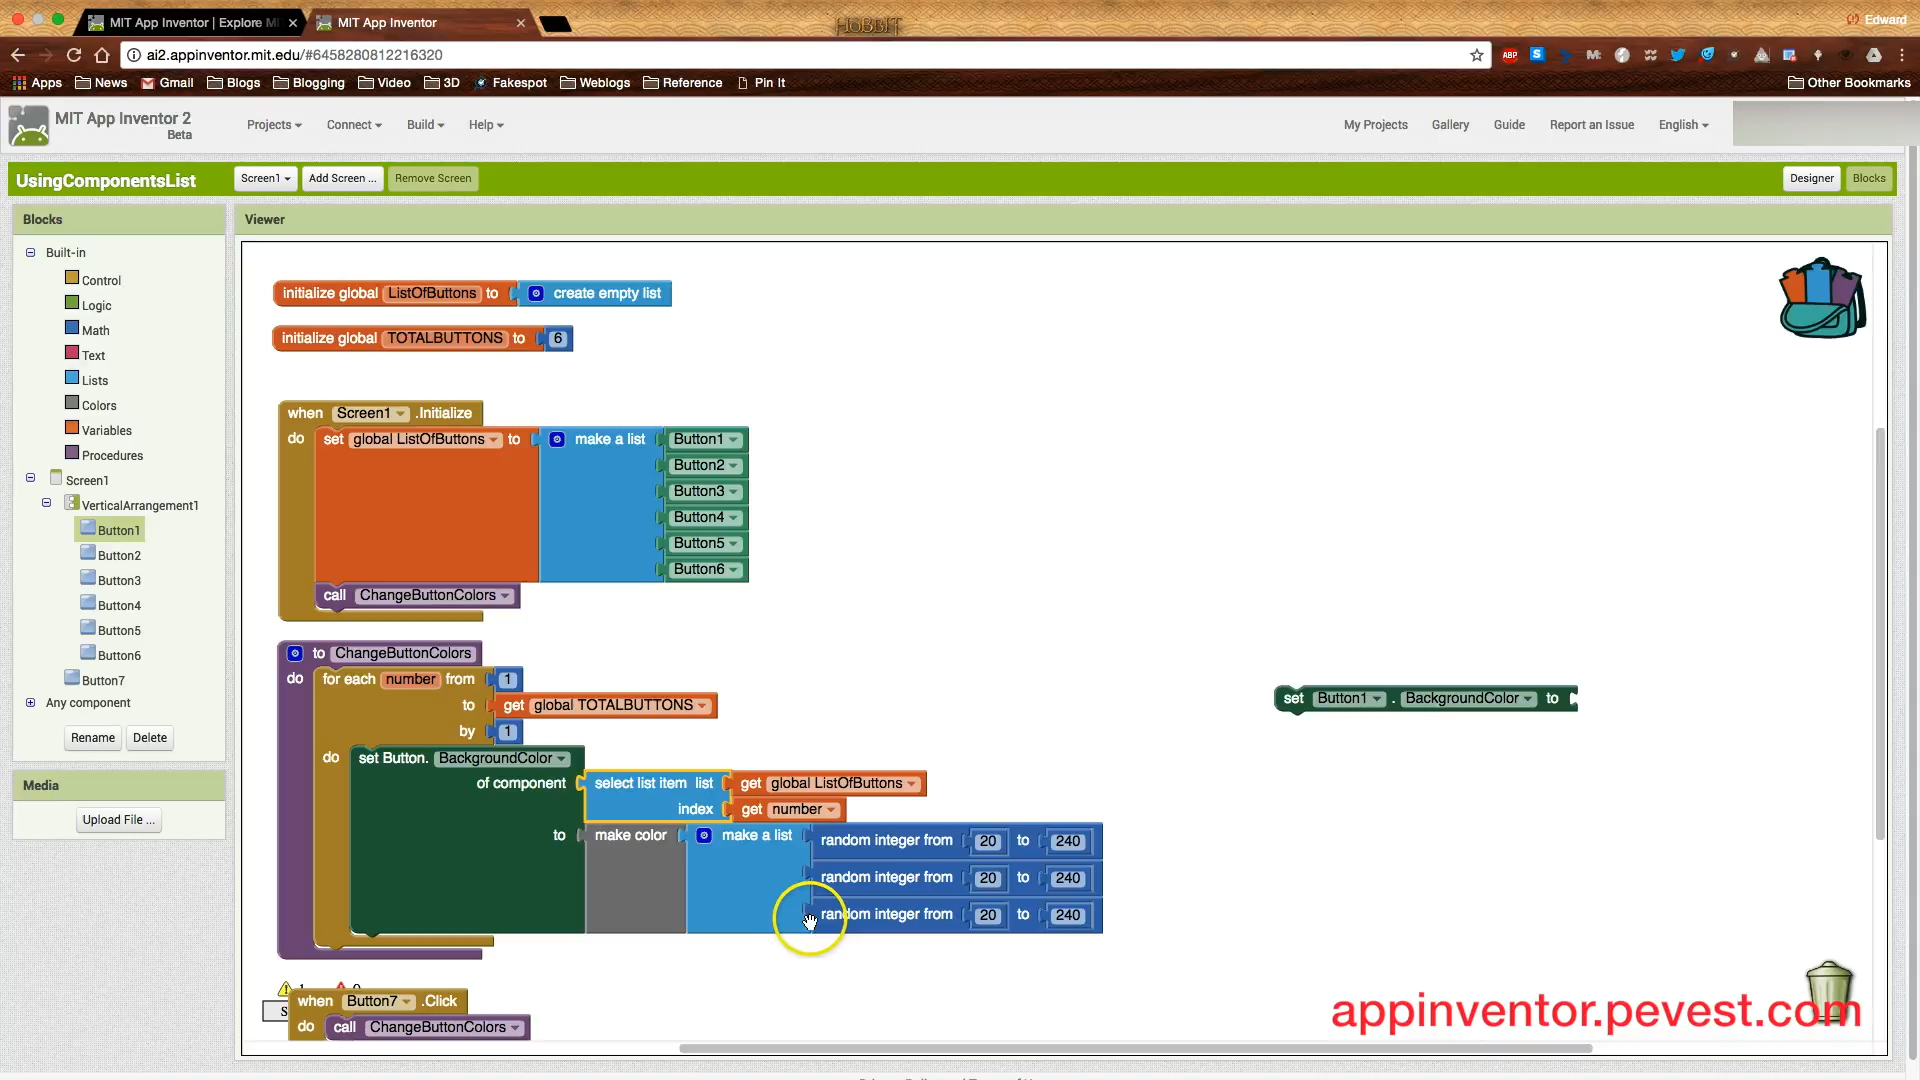 MIT App Inventor | Explore MI
MIT App Inventor
HOBBIT
Edward
ai2.appinventor.mit.edu/#6458280812216320
ABP
Apps News Gmail Blogs Blogging Video 3D Fakespot Weblogs Reference Pin It Other Bookmarks
MIT App Inventor 2
Beta
Projects Connect Build Help My Projects Gallery Guide Report an Issue English
UsingComponentsList Screen1 Add Screen ... Remove Screen Designer Blocks
Blocks
Built-in
Control
Logic
Math
Text
Lists
Colors
Variables
Procedures
Screen1
VerticalArrangement1
Button1
Button2
Button3
Button4
Button5
Button6
Button7
Any component
Rename Delete
Media
Upload File ...
Viewer
initialize global ListOfButtons to create empty list
initialize global TOTALBUTTONS to 6
when Screen1 .Initialize
do set global ListOfButtons to make a list Button1
Button2
Button3
Button4
Button5
Button6
call ChangeButtonColors
to ChangeButtonColors
do for each number from 1
to get global TOTALBUTTONS
by 1
do set Button. BackgroundColor
of component select list item list get global ListOfButtons
index get number
to make color make a list random integer from 20 to 240
random integer from 20 to 240
random integer from 20 to 240
set Button1 . BackgroundColor to
when Button7 .Click
do call ChangeButtonColors
appinventor.pevest.com